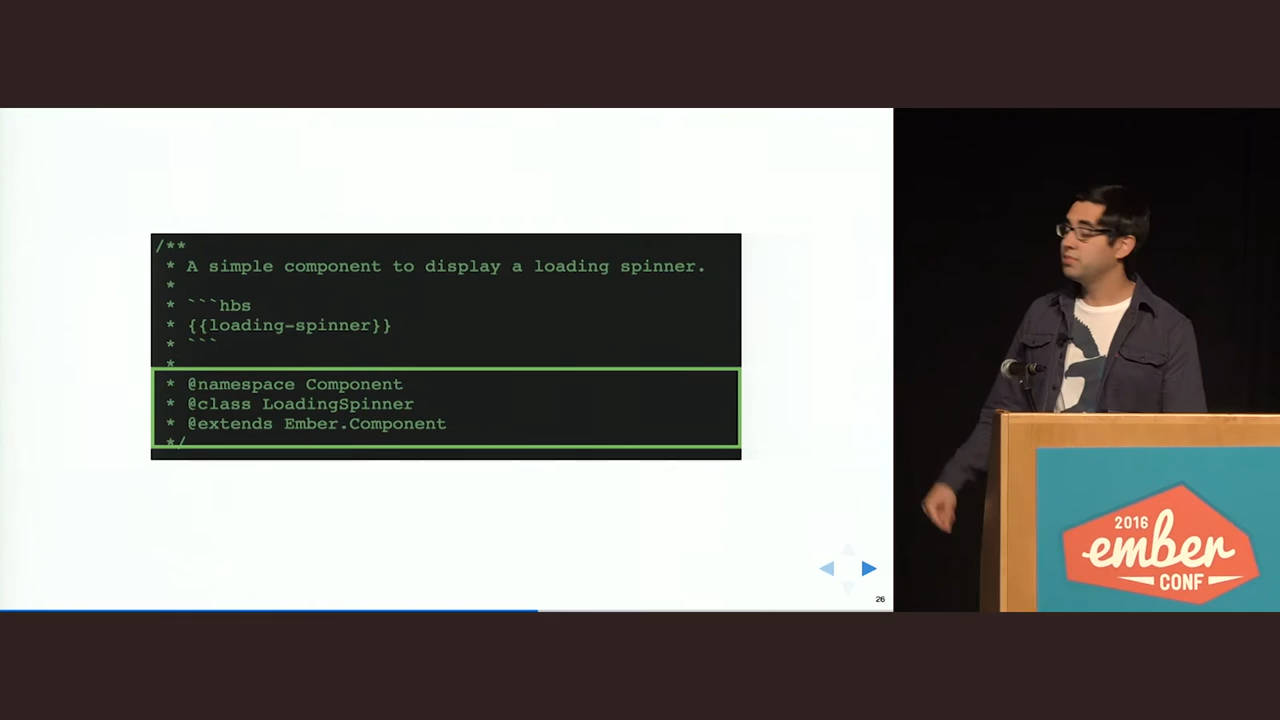 /**
 * A simple component to display a loading spinner.
 *
 * ```hbs
 * {{loading-spinner}}
 * ```
 *
 * @namespace Component
 * @class LoadingSpinner
 * @extends Ember.Component
 */
26
2016
ember
CONF